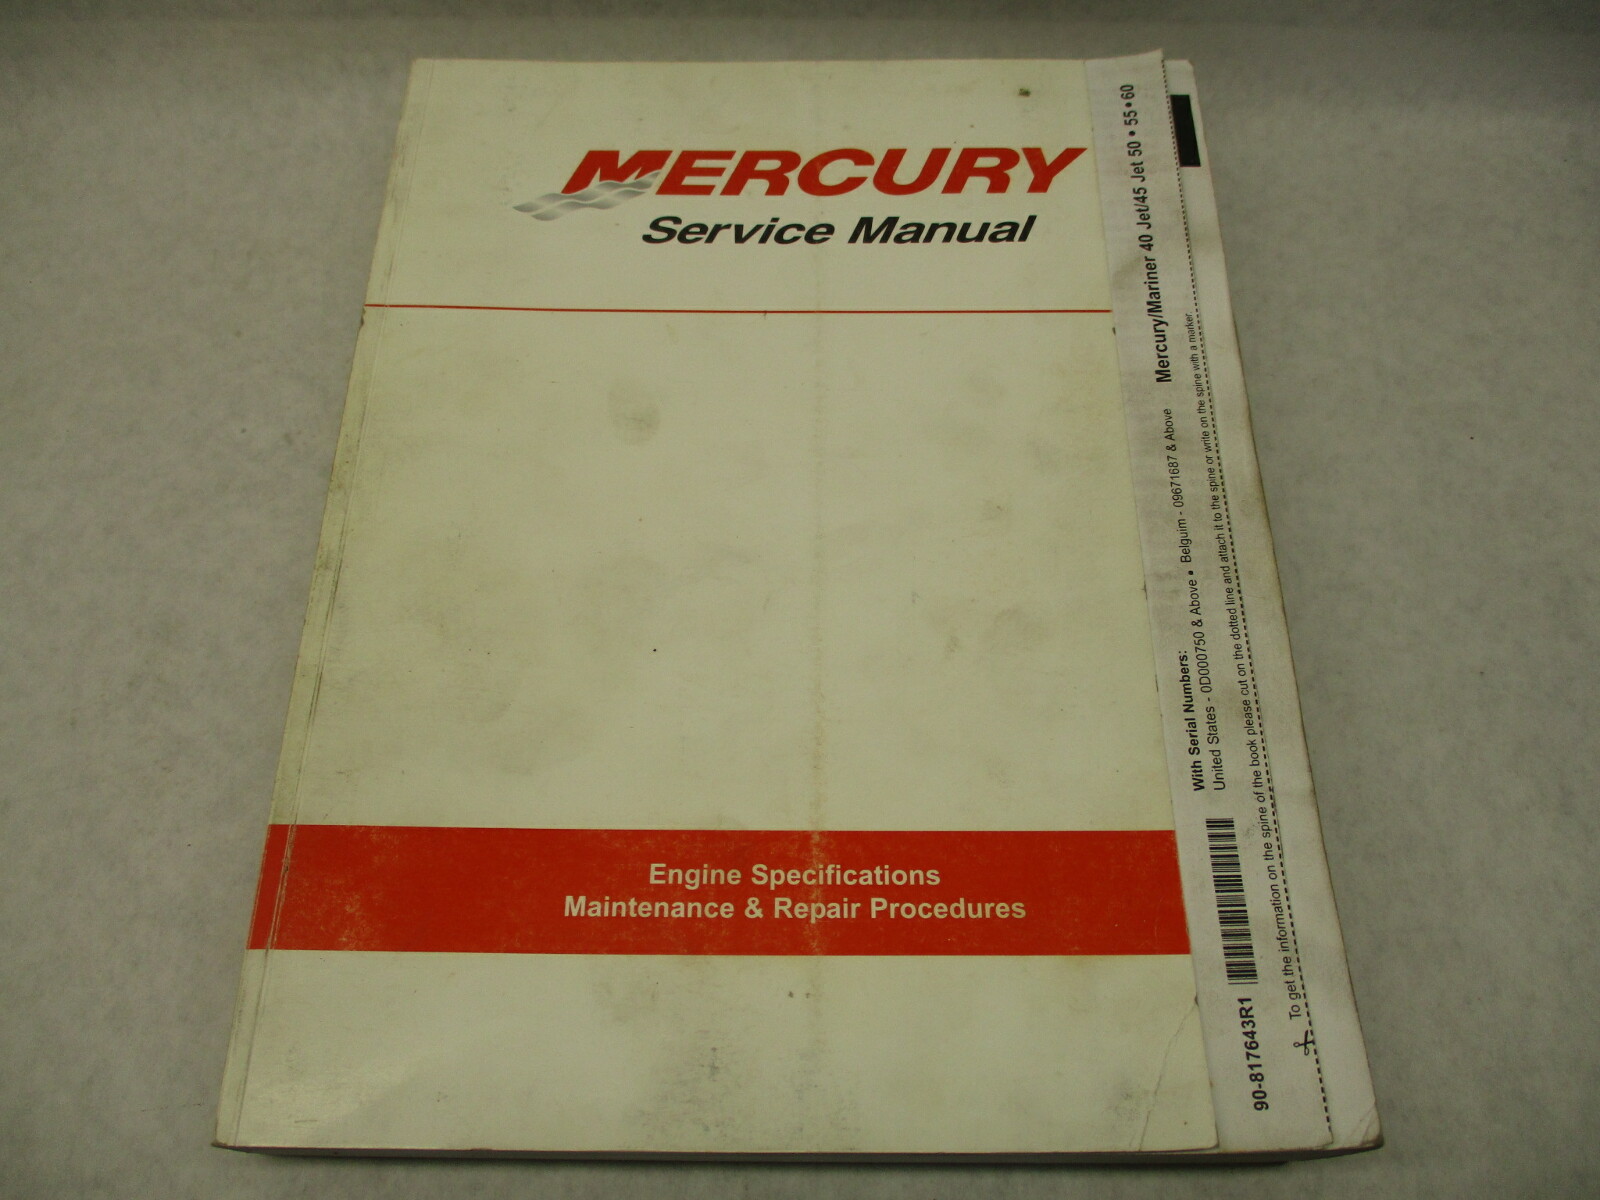 MERCURY
Service Manual
Engine Specifications
Maintenance & Repair Procedures
90-817643R1
With Serial Numbers:
United States - 0D000750 & Above • Belguim - 09671687 & Above
Mercury/Mariner 40 Jet/45 Jet 50 • 55 • 60
To get the information on the spine of the book please cut on the dotted line and attach it to the spine or write on the spine with a marker.